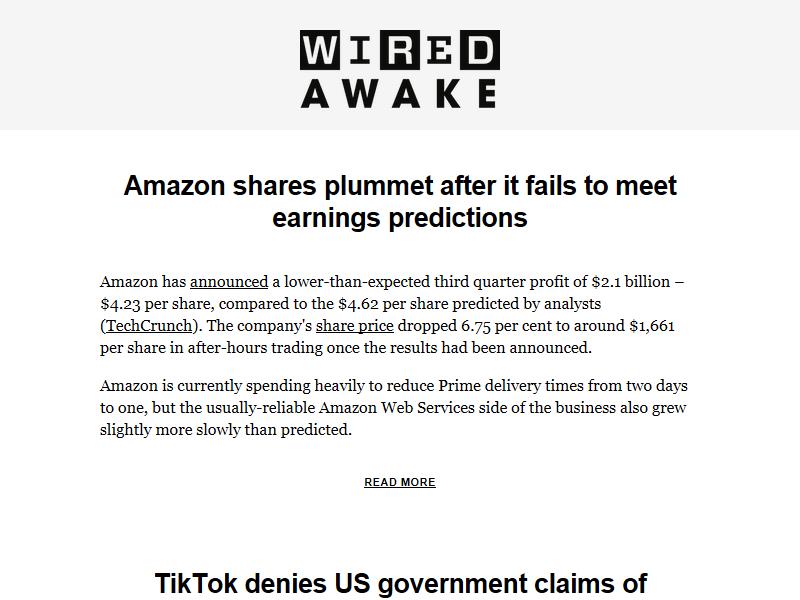 WIRED
AWAKE
Amazon shares plummet after it fails to meet
earnings predictions
Amazon has announced a lower-than-expected third quarter profit of $2.1 billion –
$4.23 per share, compared to the $4.62 per share predicted by analysts
(TechCrunch). The company's share price dropped 6.75 per cent to around $1,661
per share in after-hours trading once the results had been announced.
Amazon is currently spending heavily to reduce Prime delivery times from two days
to one, but the usually-reliable Amazon Web Services side of the business also grew
slightly more slowly than predicted.
READ MORE
TikTok denies US government claims of